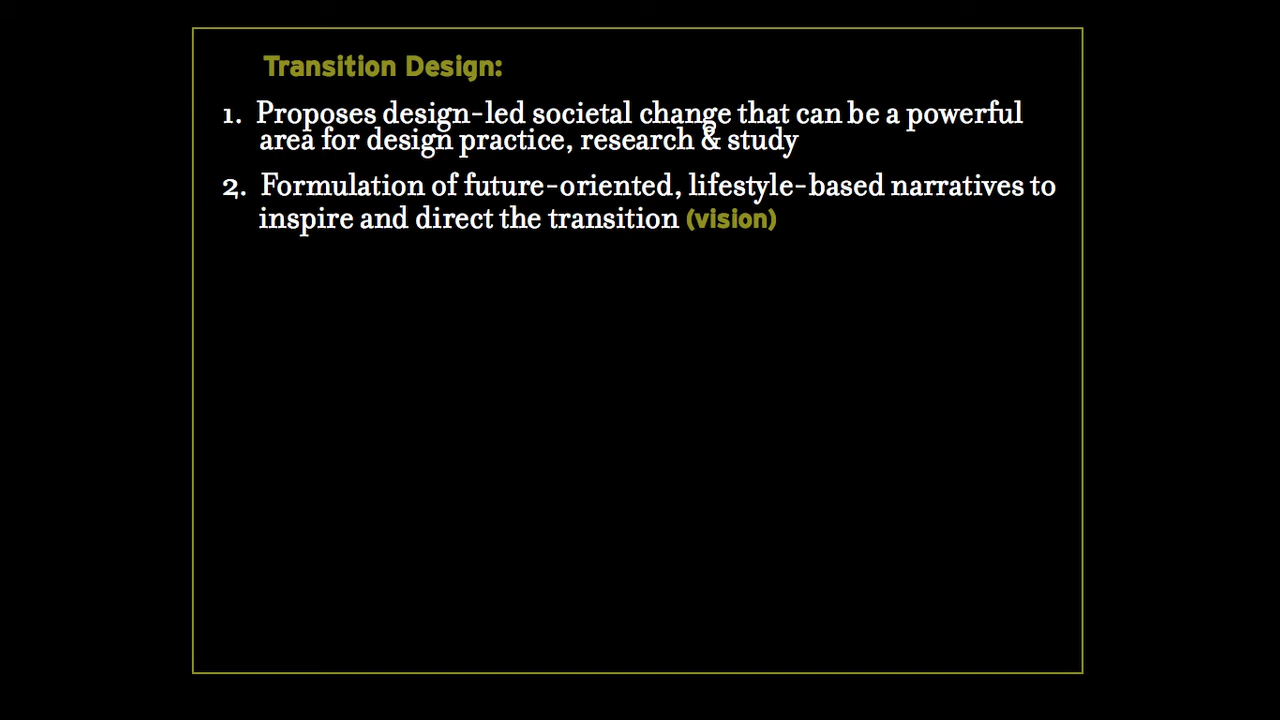 Transition Design:
1. Proposes design-led societal change that can be a powerful
area for design practice, research & study
2. Formulation of future-oriented, lifestyle-based narratives to
inspire and direct the transition (vision)